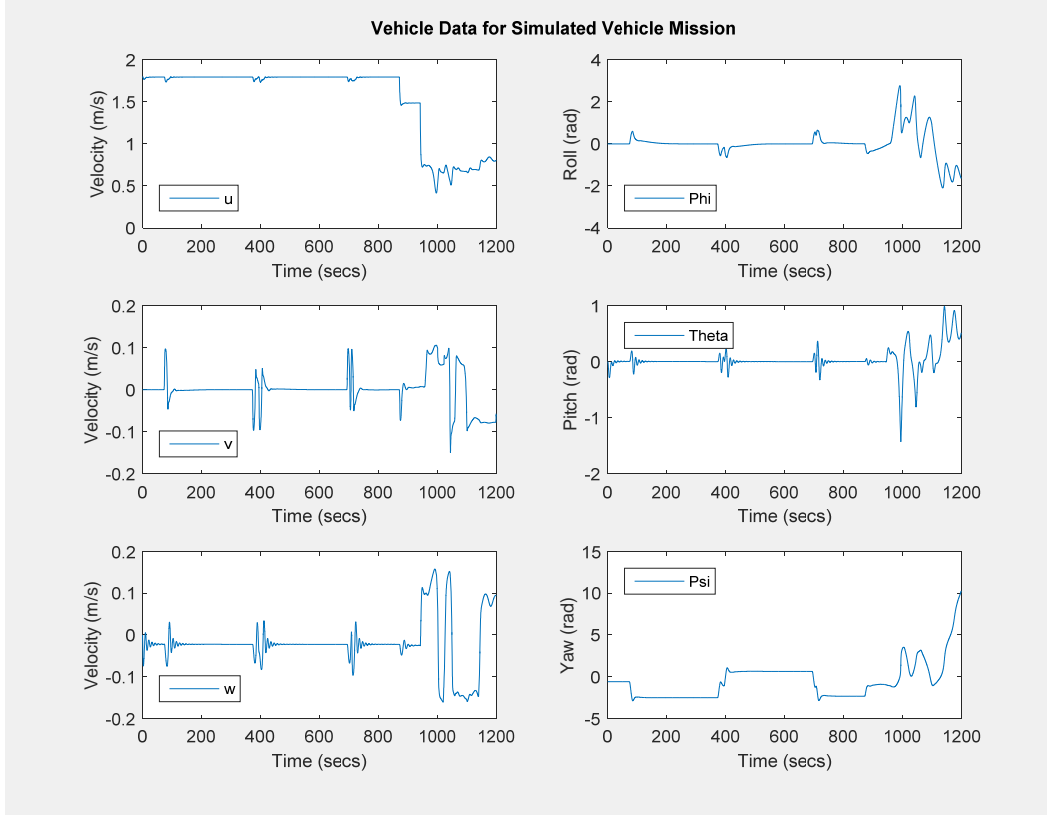 Vehicle Data for Simulated Vehicle Mission
2
1.5
1
0.5
0
Velocity (m/s)
u
0 200 400 600 800 1000 1200
Time (secs)
4
2
0
-2
-4
Roll (rad)
Phi
0 200 400 600 800 1000 1200
Time (secs)
0.2
0.1
0
-0.1
-0.2
Velocity (m/s)
v
0 200 400 600 800 1000 1200
Time (secs)
1
0
-1
-2
Pitch (rad)
Theta
0 200 400 600 800 1000 1200
Time (secs)
0.2
0.1
0
-0.1
-0.2
Velocity (m/s)
w
0 200 400 600 800 1000 1200
Time (secs)
15
10
5
0
-5
Yaw (rad)
Psi
0 200 400 600 800 1000 1200
Time (secs)